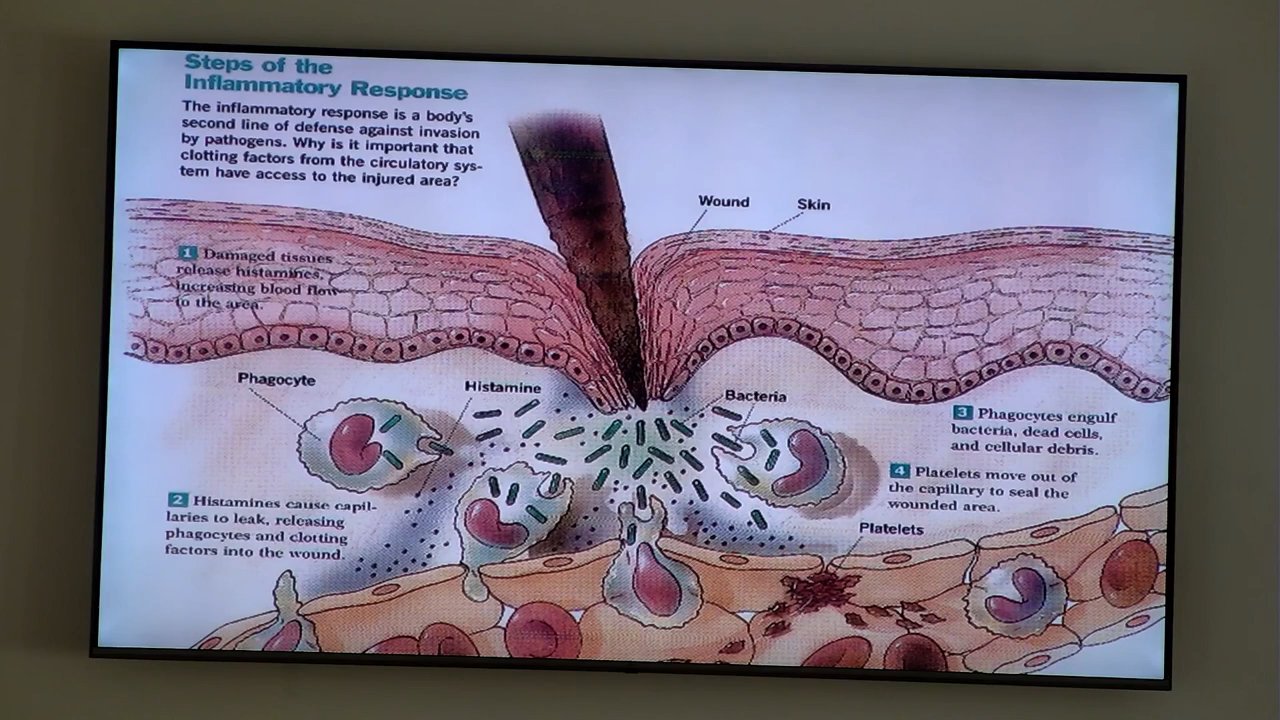 Steps of the
Inflammatory Response
The inflammatory response is a body's
second line of defense against invasion
by pathogens. Why is it important that
clotting factors from the circulatory sys-
tem have access to the injured area?
Wound
Skin
1 Damaged tissues
release histamines,
increasing blood flow
to the area.
Phagocyte
Histamine
Bacteria
3 Phagocytes engulf
bacteria, dead cells,
and cellular debris.
4 Platelets move out of
the capillary to seal the
wounded area.
2 Histamines cause capil-
laries to leak, releasing
phagocytes and clotting
factors into the wound.
Platelets